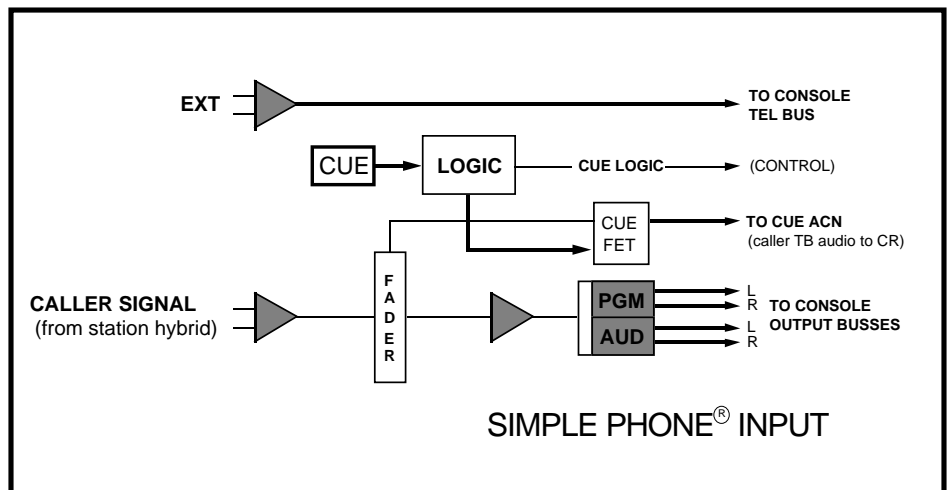 EXT
TO CONSOLE
TEL BUS
CUE
LOGIC
CUE LOGIC
(CONTROL)
CUE
FET
TO CUE ACN
(caller TB audio to CR)
FADER
CALLER SIGNAL
(from station hybrid)
PGM
AUD
L
R
L
R
TO CONSOLE
OUTPUT BUSSES
SIMPLE PHONE® INPUT